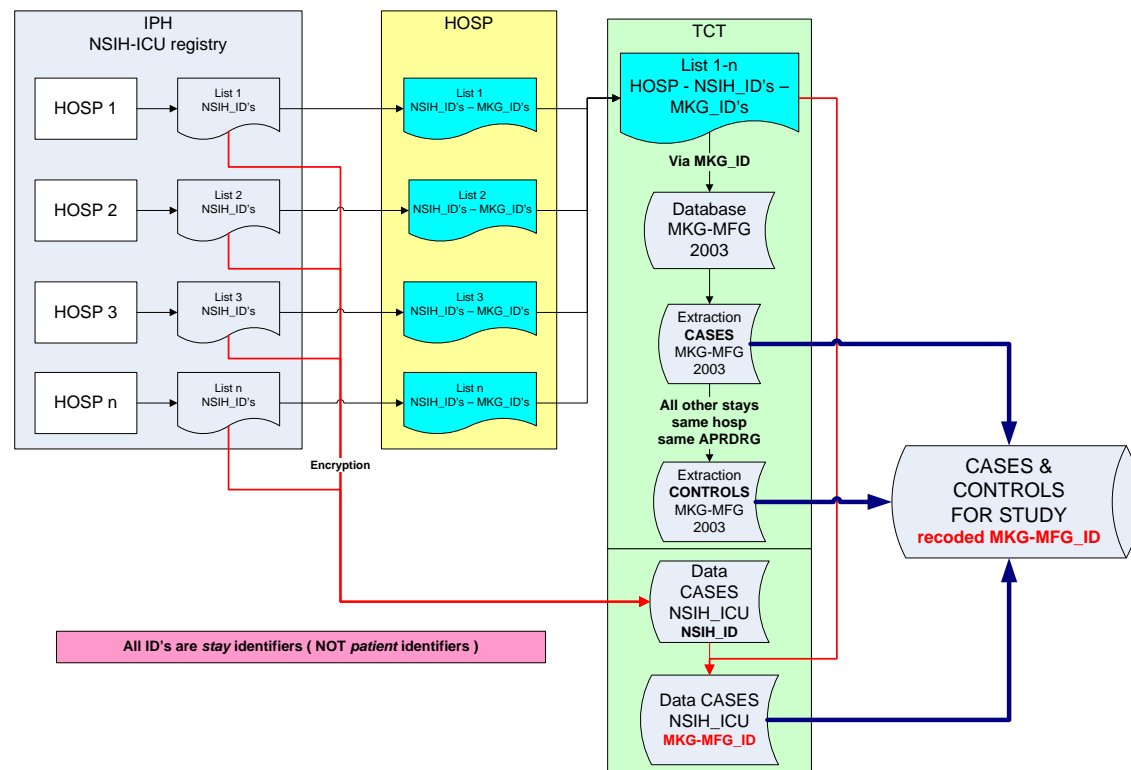 IPH
NSIH-ICU registry
HOSP
TCT
HOSP 1
List 1
NSIH_ID's
List 1
NSIH_ID's – MKG_ID's
List 1-n
HOSP - NSIH_ID's –
MKG_ID's
Via MKG_ID
HOSP 2
List 2
NSIH_ID's
List 2
NSIH_ID's – MKG_ID's
Database
MKG-MFG
2003
HOSP 3
List 3
NSIH_ID's
List 3
NSIH_ID's – MKG_ID's
Extraction
CASES
MKG-MFG
2003
HOSP n
List n
NSIH_ID's
List n
NSIH_ID's – MKG_ID's
All other stays
same hosp
same APRDRG
Encryption
Extraction
CONTROLS
MKG-MFG
2003
CASES &
CONTROLS
FOR STUDY
recoded MKG-MFG_ID
Data
CASES
NSIH_ICU
NSIH_ID
All ID's are stay identifiers ( NOT patient identifiers )
Data CASES
NSIH_ICU
MKG-MFG_ID